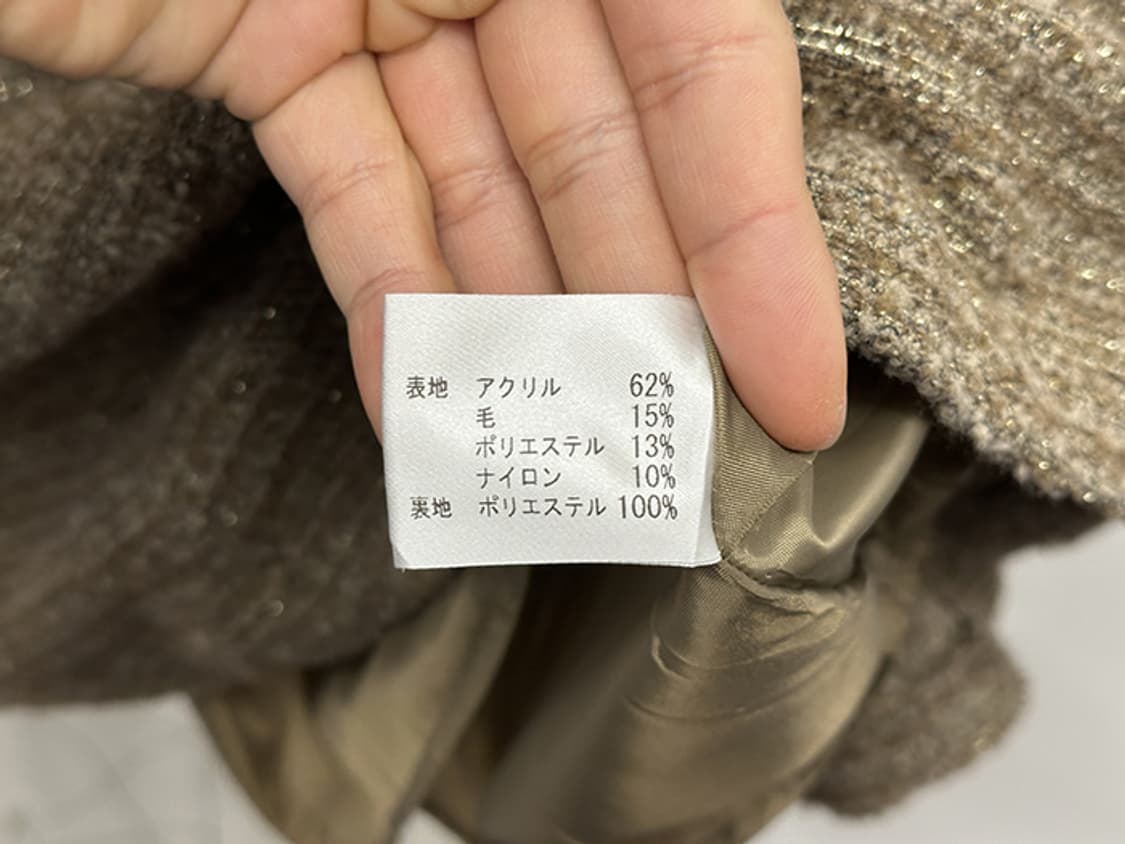 表地 アクリル 62%
毛 15%
ポリエステル 13%
ナイロン 10%
裏地 ポリエステル 100%